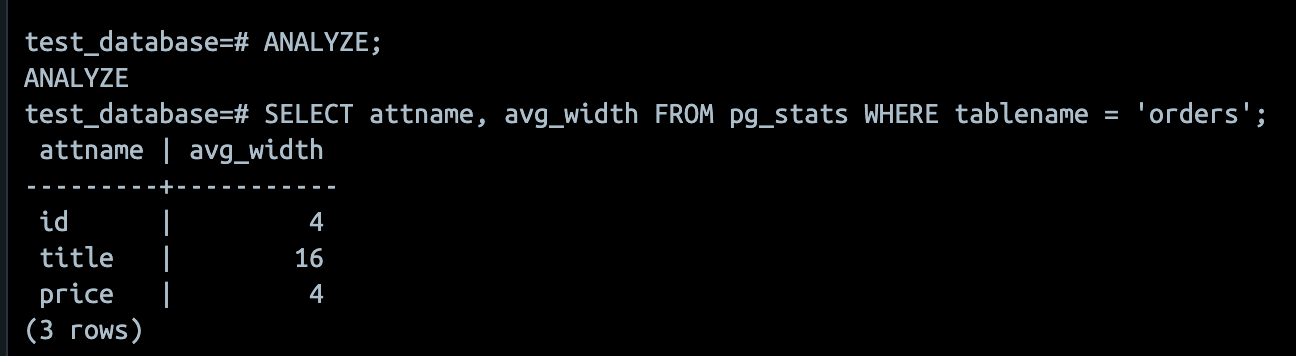 test_database=# ANALYZE;
ANALYZE
test_database=# SELECT attname, avg_width FROM pg_stats WHERE tablename = 'orders';
 attname | avg_width
---------+-----------
 id      |         4
 title   |        16
 price   |         4
(3 rows)